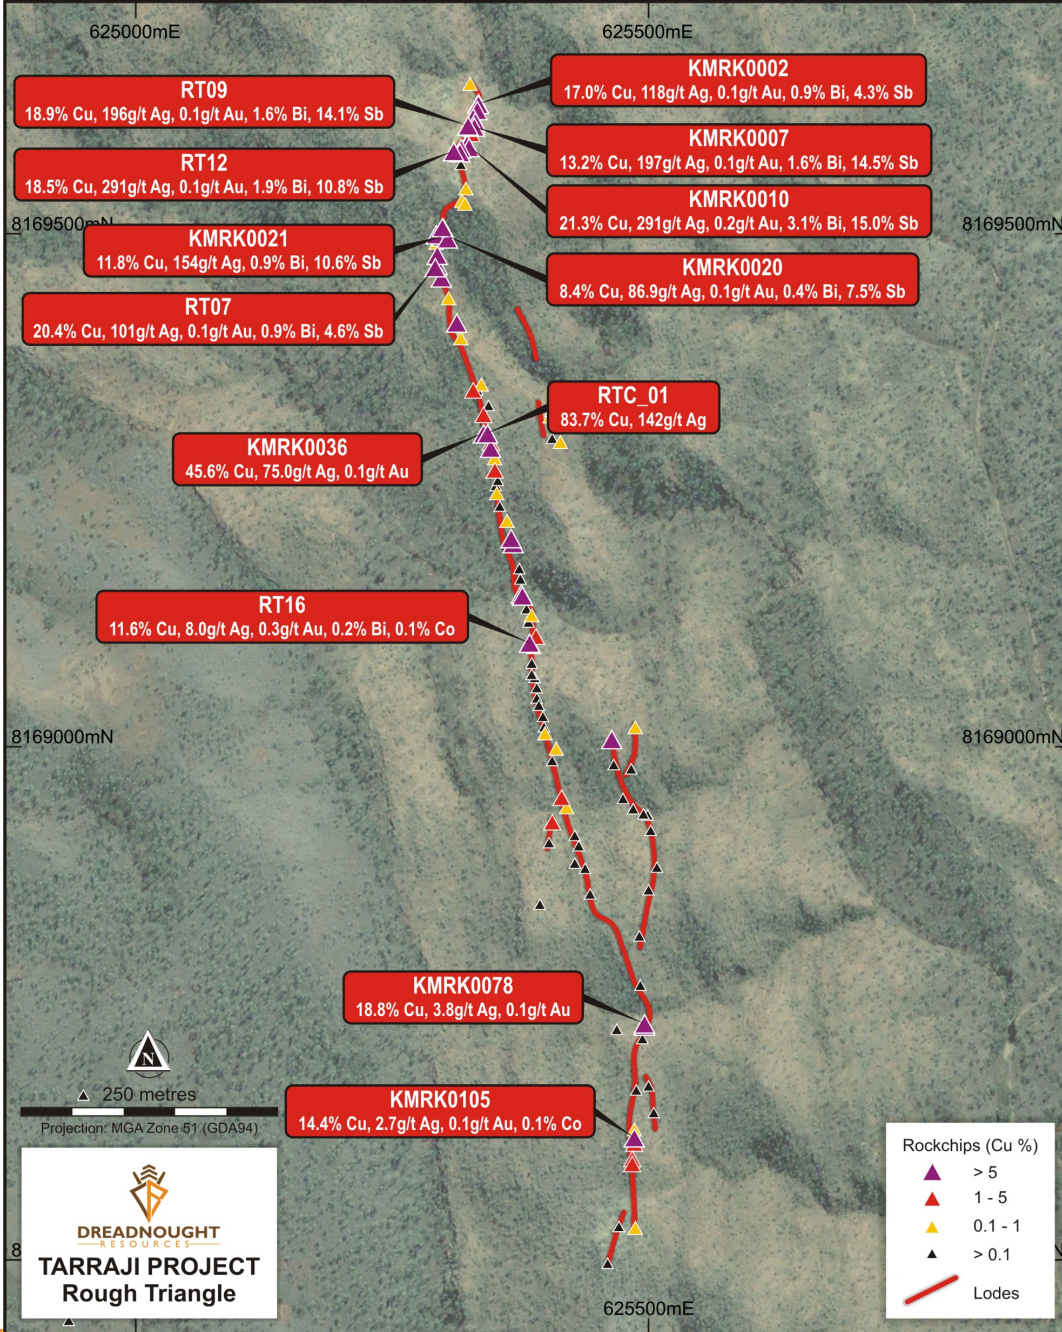 625000mE
625500mE
KMRK0002
17.0% Cu, 118g/t Ag, 0.1g/t Au, 0.9% Bi, 4.3% Sb
RT09
18.9% Cu, 196g/t Ag, 0.1g/t Au, 1.6% Bi, 14.1% Sb
KMRK0007
13.2% Cu, 197g/t Ag, 0.1g/t Au, 1.6% Bi, 14.5% Sb
RT12
18.5% Cu, 291g/t Ag, 0.1g/t Au, 1.9% Bi, 10.8% Sb
KMRK0010
21.3% Cu, 291g/t Ag, 0.2g/t Au, 3.1% Bi, 15.0% Sb
8169500mN
8169500mN
KMRK0021
11.8% Cu, 154g/t Ag, 0.9% Bi, 10.6% Sb
KMRK0020
8.4% Cu, 86.9g/t Ag, 0.1g/t Au, 0.4% Bi, 7.5% Sb
RT07
20.4% Cu, 101g/t Ag, 0.1g/t Au, 0.9% Bi, 4.6% Sb
RTC_01
83.7% Cu, 142g/t Ag
KMRK0036
45.6% Cu, 75.0g/t Ag, 0.1g/t Au
RT16
11.6% Cu, 8.0g/t Ag, 0.3g/t Au, 0.2% Bi, 0.1% Co
8169000mN
8169000mN
KMRK0078
18.8% Cu, 3.8g/t Ag, 0.1g/t Au
N
250 metres
Projection: MGA Zone 51 (GDA94)
KMRK0105
14.4% Cu, 2.7g/t Ag, 0.1g/t Au, 0.1% Co
DREADNOUGHT
RESOURCES
TARRAJI PROJECT
Rough Triangle
Rockchips (Cu %)
> 5
1 - 5
0.1 - 1
> 0.1
Lodes
625500mE